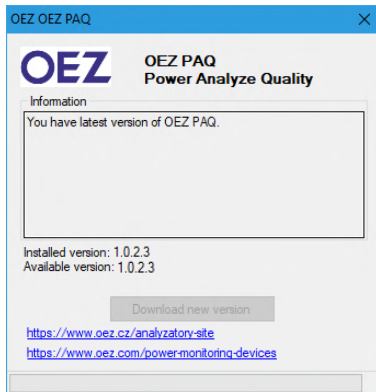 OEZ OEZ PAQ
OEZ
OEZ PAQ
Power Analyze Quality
Information
You have latest version of OEZ PAQ.
Installed version: 1.0.2.3
Available version: 1.0.2.3
Download new version
https://www.oez.cz/analyzatory-site
https://www.oez.com/power-monitoring-devices